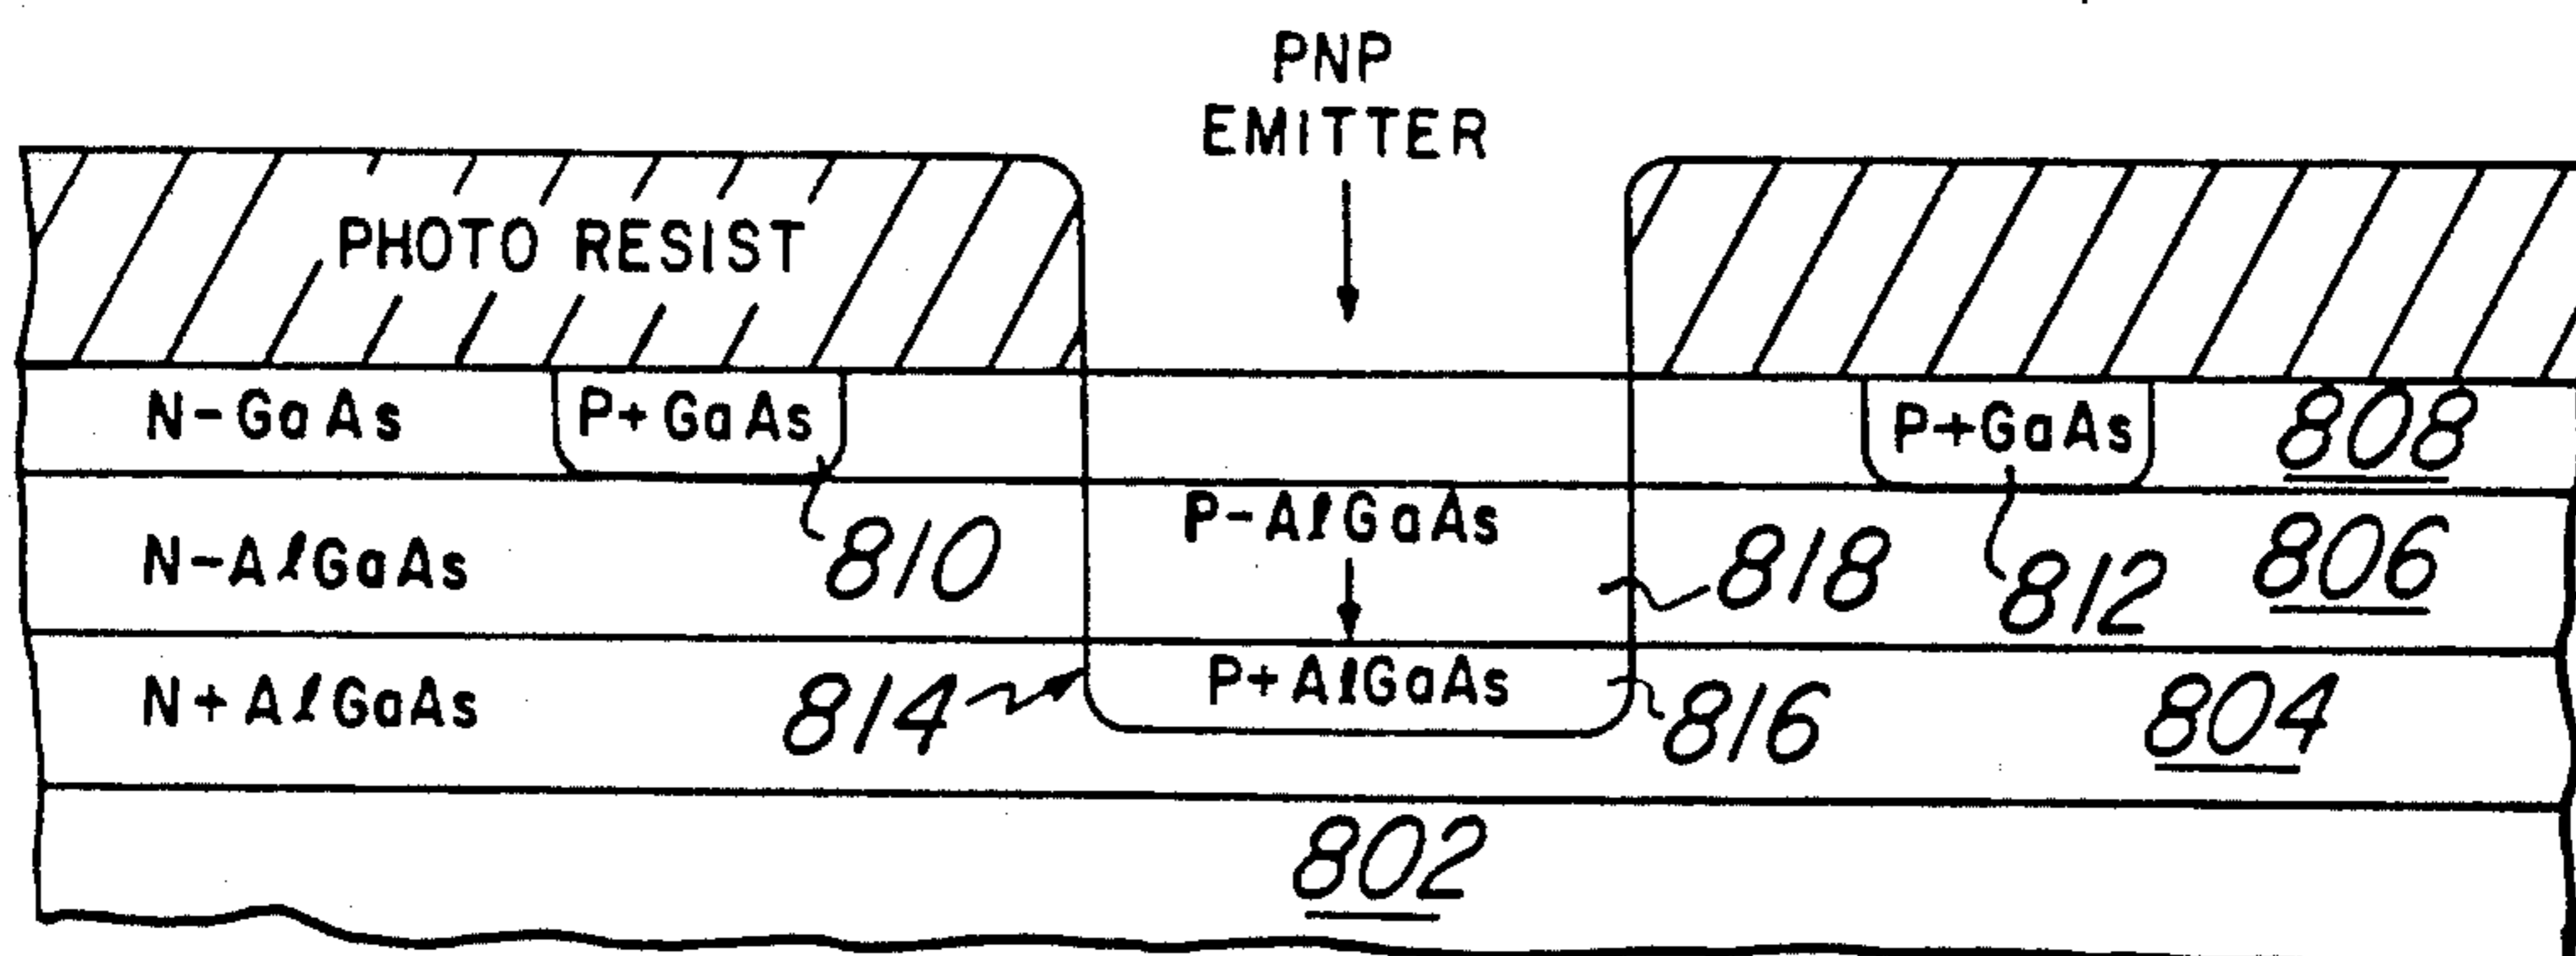 PNP
EMITTER
PHOTO RESIST
N-GaAs
P+GaAs
P+GaAs
808
P-AlGaAs
N-AlGaAs
810
818
812
806
N+AlGaAs
814
P+AlGaAs
816
804
802